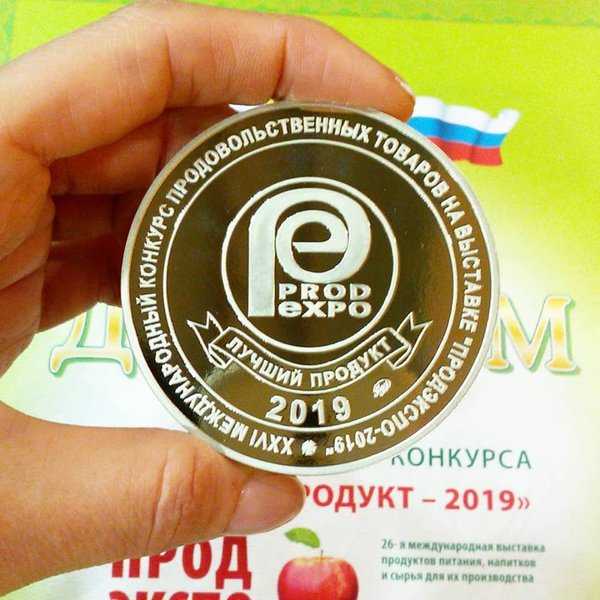 XXVI МЕЖДУНАРОДНЫЙ КОНКУРС ПРОДОВОЛЬСТВЕННЫХ ТОВАРОВ НА ВЫСТАВКЕ "ПРОДЭКСПО-2019"
PROD
EXPO
ЛУЧШИЙ ПРОДУКТ
2019
Д М
КОНКУРСА
РОДУКТ – 2019»
26- я международная выставка
продуктов питания, напитков
и сырья для их производства
ПРОД
ЭКСПО